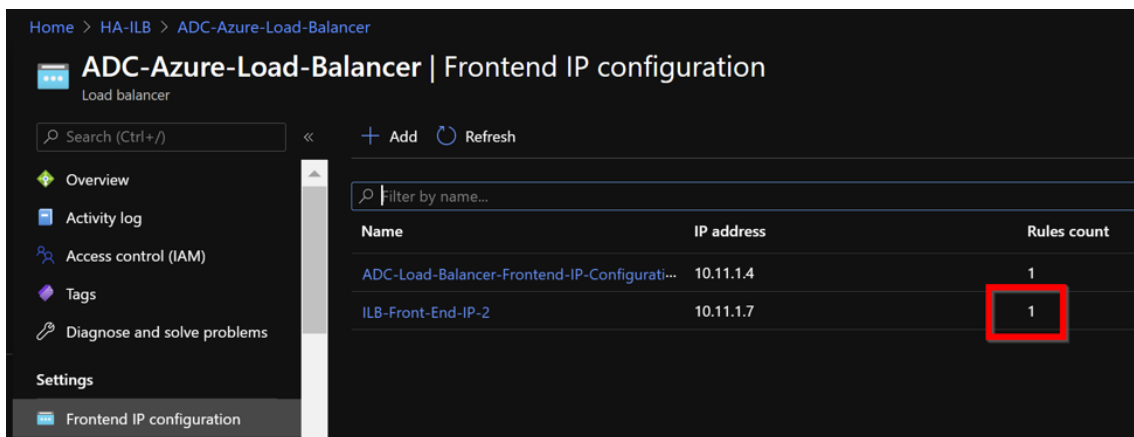 Home > HA-ILB > ADC-Azure-Load-Balancer
ADC-Azure-Load-Balancer | Frontend IP configuration
Load balancer
Search (Ctrl+/)
«
Add
Refresh
Overview
Activity log
Access control (IAM)
Tags
Diagnose and solve problems
Settings
Frontend IP configuration
Filter by name...
Name IP address Rules count
ADC-Load-Balancer-Frontend-IP-Configurati... 10.11.1.4 1
ILB-Front-End-IP-2 10.11.1.7 1